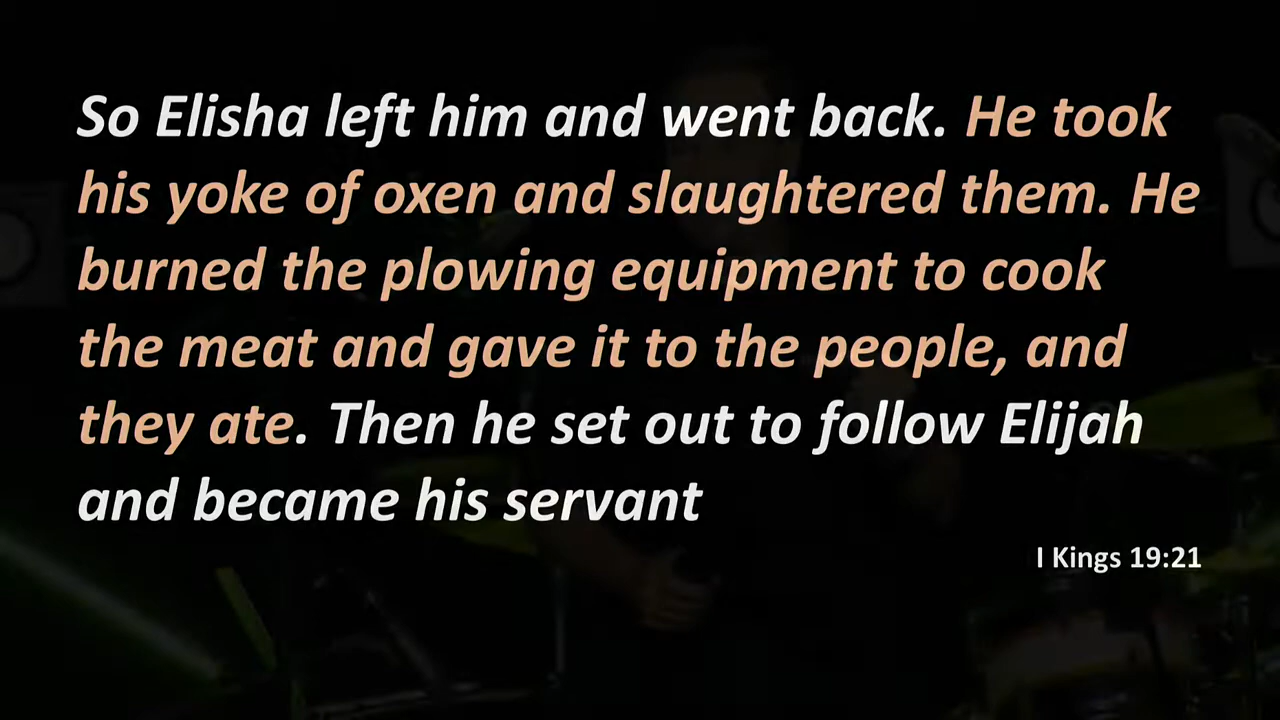 So Elisha left him and went back. He took
his yoke of oxen and slaughtered them. He
burned the plowing equipment to cook
the meat and gave it to the people, and
they ate. Then he set out to follow Elijah
and became his servant
I Kings 19:21